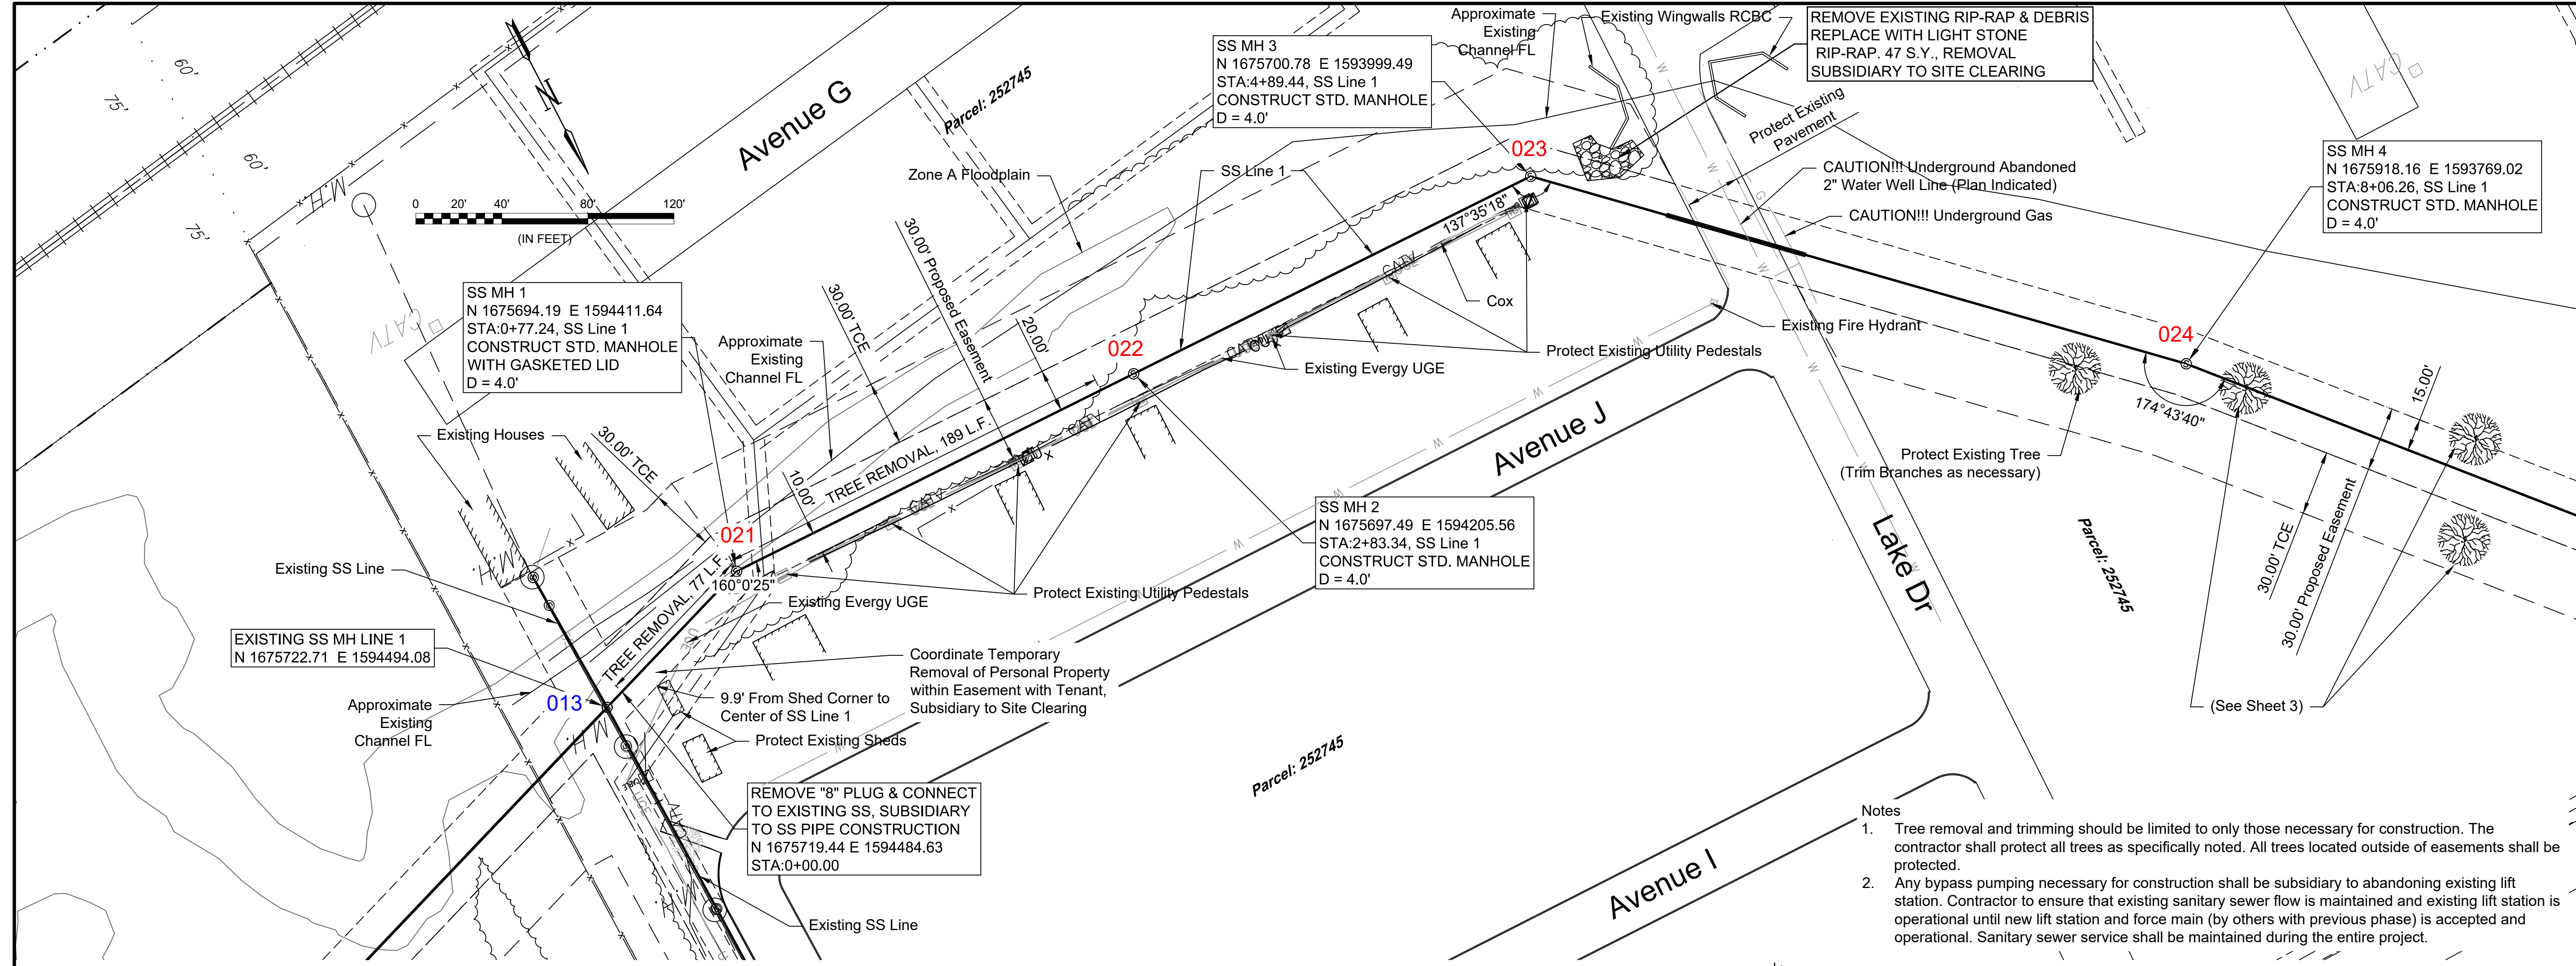 60'
75'
60'
75'
N
M.H.
0 20' 40' 80' 120'
(IN FEET)
Avenue G
Parcel: 252745
CATV
SS MH 1
N 1675694.19 E 1594411.64
STA:0+77.24, SS Line 1
CONSTRUCT STD. MANHOLE
WITH GASKETED LID
D = 4.0'
Approximate
Existing
Channel FL
Existing Houses
30.00' TCE
30.00' TCE
30.00' Proposed Easement
20.00'
10.00'
Zone A Floodplain
SS Line 1
SS MH 3
N 1675700.78 E 1593999.49
STA:4+89.44, SS Line 1
CONSTRUCT STD. MANHOLE
D = 4.0'
Approximate
Existing
Channel FL
Existing Wingwalls RCBC
REMOVE EXISTING RIP-RAP & DEBRIS
REPLACE WITH LIGHT STONE
RIP-RAP. 47 S.Y., REMOVAL
SUBSIDIARY TO SITE CLEARING
CATV
023
137°35'18"
Protect Existing
Pavement
CAUTION!!! Underground Abandoned
2" Water Well Line (Plan Indicated)
CAUTION!!! Underground Gas
SS MH 4
N 1675918.16 E 1593769.02
STA:8+06.26, SS Line 1
CONSTRUCT STD. MANHOLE
D = 4.0'
Cox
Existing Fire Hydrant
Protect Existing Utility Pedestals
Existing Evergy UGE
022
024
174°43'40"
15.00'
Protect Existing Tree
(Trim Branches as necessary)
30.00' TCE
30.00' Proposed Easement
(See Sheet 3)
Parcel: 252745
Lake Dr
Avenue J
TREE REMOVAL, 189 L.F.
CATV
CATV
CATV
021
160°0'25"
TREE REMOVAL, 77 L.F.
M.H.
Existing SS Line
EXISTING SS MH LINE 1
N 1675722.71 E 1594494.08
013
M.H.
Approximate
Existing
Channel FL
Existing Evergy UGE
UGE
Protect Existing Utility Pedestals
SS MH 2
N 1675697.49 E 1594205.56
STA:2+83.34, SS Line 1
CONSTRUCT STD. MANHOLE
D = 4.0'
Coordinate Temporary
Removal of Personal Property
within Easement with Tenant,
Subsidiary to Site Clearing
9.9' From Shed Corner to
Center of SS Line 1
Protect Existing Sheds
REMOVE "8" PLUG & CONNECT
TO EXISTING SS, SUBSIDIARY
TO SS PIPE CONSTRUCTION
N 1675719.44 E 1594484.63
STA:0+00.00
Existing SS Line
Parcel: 252745
Avenue I
Notes
1. Tree removal and trimming should be limited to only those necessary for construction. The
contractor shall protect all trees as specifically noted. All trees located outside of easements shall be
protected.
2. Any bypass pumping necessary for construction shall be subsidiary to abandoning existing lift
station. Contractor to ensure that existing sanitary sewer flow is maintained and existing lift station is
operational until new lift station and force main (by others with previous phase) is accepted and
operational. Sanitary sewer service shall be maintained during the entire project.